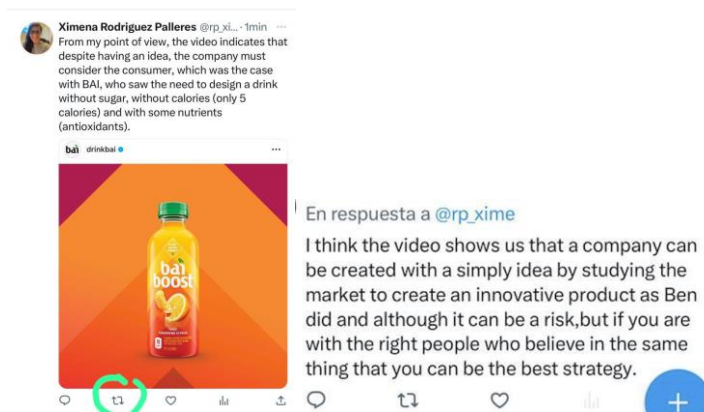 Ximena Rodriguez Palleres @rp_xi... · 1min ...
From my point of view, the video indicates that
despite having an idea, the company must
consider the consumer, which was the case
with BAI, who saw the need to design a drink
without sugar, without calories (only 5
calories) and with some nutrients
(antioxidants).
bai drinkbai
bai
boost
En respuesta a @rp_xime
I think the video shows us that a company can
be created with a simply idea by studying the
market to create an innovative product as Ben
did and although it can be a risk,but if you are
with the right people who believe in the same
thing that you can be the best strategy.